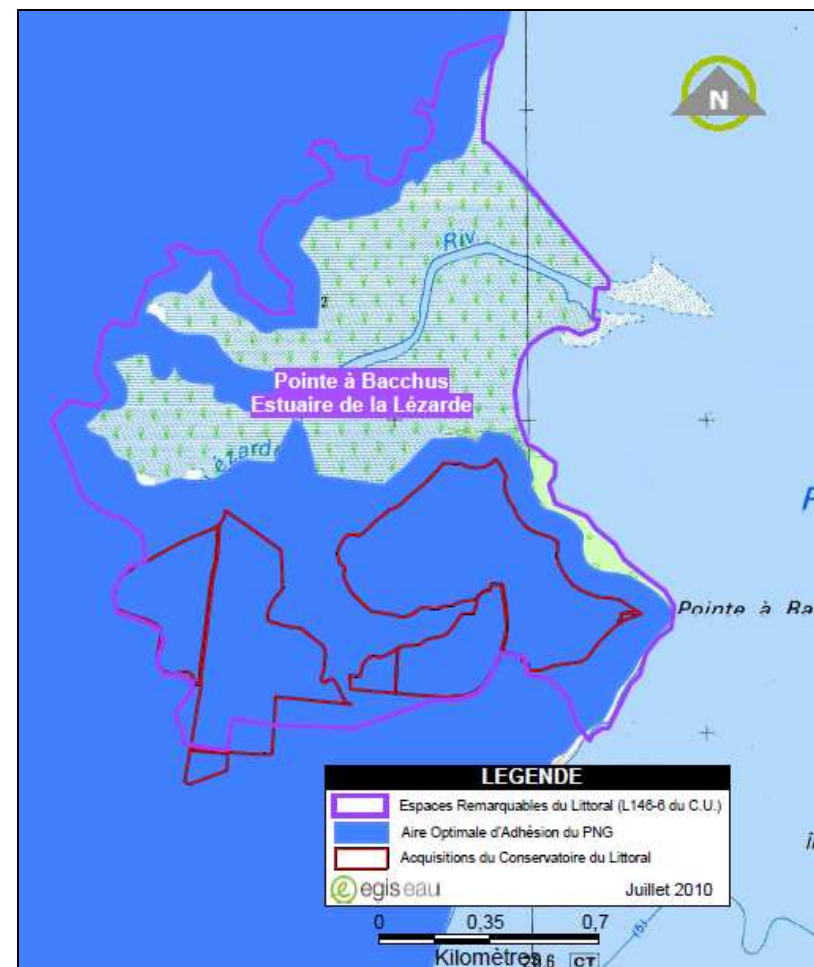 N
Riv.
2
Pointe à Bacchus
Estuaire de la Lézarde
ézard
P
Pointe à Ba
LEGENDE
Espaces Remarquables du Littoral (L146-6 du C.U.)
Aire Optimale d'Adhésion du PNG
Acquisitions du Conservatoire du Littoral
egis eau
Juillet 2010
0 0,35 0,7
Kilomètres
CT